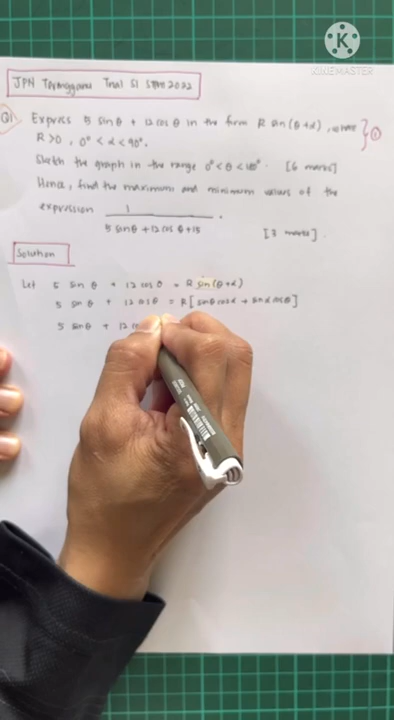 K
KINEMASTER
JPN Terengganu Trial S1 STPM 2022
Q1 Express 5 sin θ + 12 cos θ in the form R sin (θ+α), where
R>0, 0° < α < 90°.
Sketch the graph in the range 0° < θ < 180°. [6 marks]
Hence, find the maximum and minimum values of the
expression 1
5 sin θ + 12 cos θ + 15
[3 marks].
Solution
Let 5 sin θ + 12 cos θ = R sin (θ+α)
5 sin θ + 12 cos θ = R [sin θ cos α + sin α cos θ]
5 sin θ + 12 co